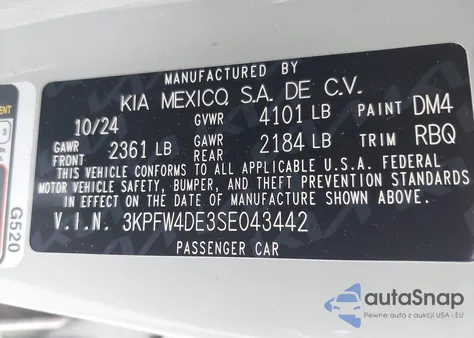 MANUFACTURED BY
KIA MEXICO, S.A. DE C.V.
10/24 GVWR 4101 LB PAINT DM4
GAWR FRONT 2361 LB GAWR REAR 2184 LB TRIM RBQ
THIS VEHICLE CONFORMS TO ALL APPLICABLE U.S.A. FEDERAL
MOTOR VEHICLE SAFETY, BUMPER, AND THEFT PREVENTION STANDARDS
IN EFFECT ON THE DATE OF MANUFACTURE SHOWN ABOVE.
V.I.N. 3KPFW4DE3SE043442
PASSENGER CAR
G520
3
autoSnap
Pewne auta z aukcji USA i EU